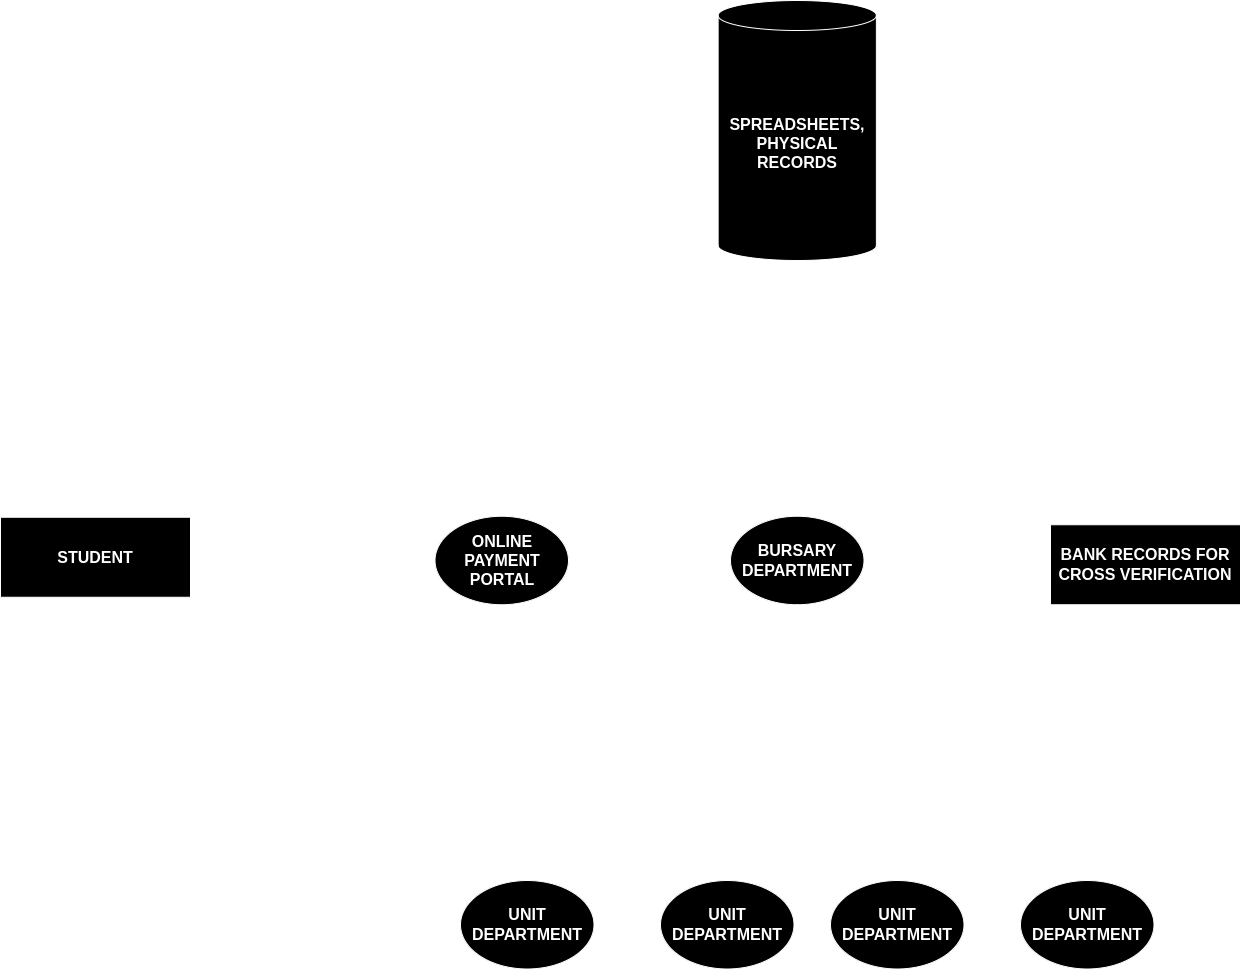 SPREADSHEETS,
PHYSICAL
RECORDS
STUDENT
ONLINE
PAYMENT
PORTAL
BURSARY
DEPARTMENT
BANK RECORDS FOR
CROSS VERIFICATION
UNIT
DEPARTMENT
UNIT
DEPARTMENT
UNIT
DEPARTMENT
UNIT
DEPARTMENT